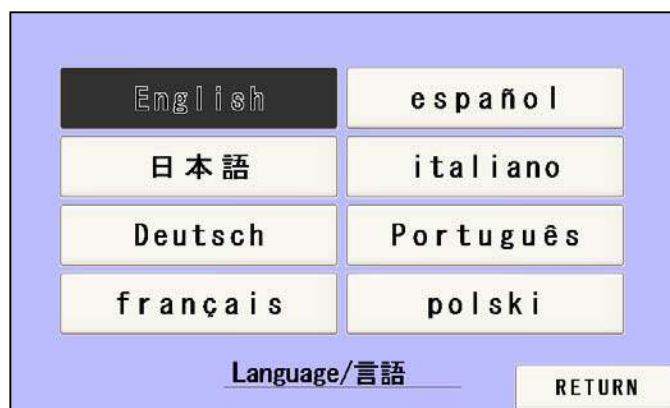 English
español
日本語
italiano
Deutsch
Português
français
polski
Language/言語
RETURN